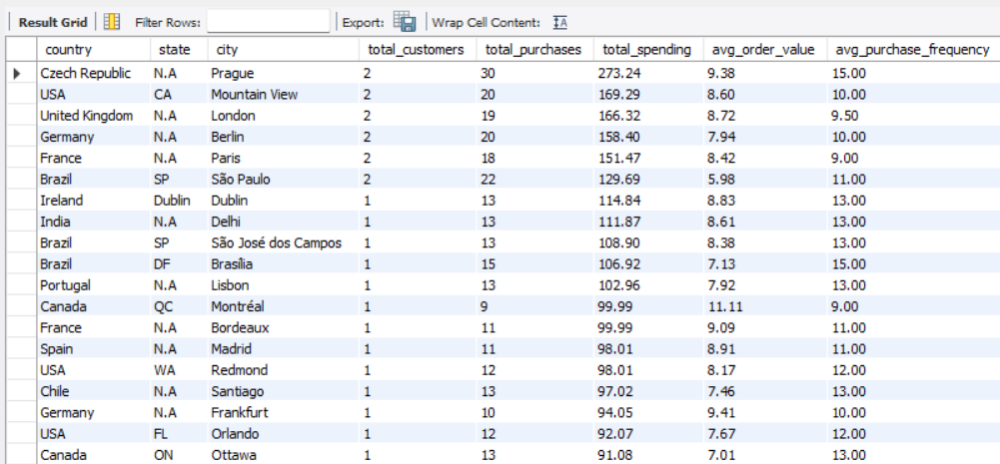 Result Grid Filter Rows: Export: Wrap Cell Content: IA
country state city total_customers total_purchases total_spending avg_order_value avg_purchase_frequency
Czech Republic N.A Prague 2 30 273.24 9.38 15.00
USA CA Mountain View 2 20 169.29 8.60 10.00
United Kingdom N.A London 2 19 166.32 8.72 9.50
Germany N.A Berlin 2 20 158.40 7.94 10.00
France N.A Paris 2 18 151.47 8.42 9.00
Brazil SP São Paulo 2 22 129.69 5.98 11.00
Ireland Dublin Dublin 1 13 114.84 8.83 13.00
India N.A Delhi 1 13 111.87 8.61 13.00
Brazil SP São José dos Campos 1 13 108.90 8.38 13.00
Brazil DF Brasília 1 15 106.92 7.13 15.00
Portugal N.A Lisbon 1 13 102.96 7.92 13.00
Canada QC Montréal 1 9 99.99 11.11 9.00
France N.A Bordeaux 1 11 99.99 9.09 11.00
Spain N.A Madrid 1 11 98.01 8.91 11.00
USA WA Redmond 1 12 98.01 8.17 12.00
Chile N.A Santiago 1 13 97.02 7.46 13.00
Germany N.A Frankfurt 1 10 94.05 9.41 10.00
USA FL Orlando 1 12 92.07 7.67 12.00
Canada ON Ottawa 1 13 91.08 7.01 13.00